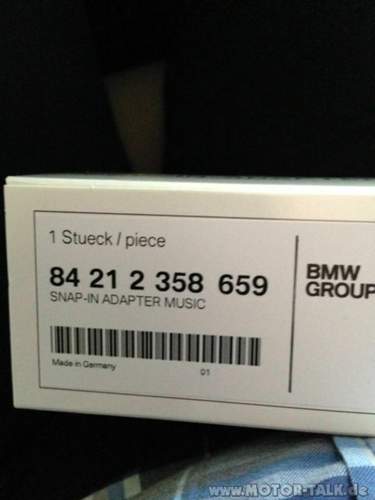 1 Stueck / piece
84 21 2 358 659
SNAP-IN ADAPTER MUSIC
Made in Germany
01
BMW
GROUP
www.MOTOR-TALK.de